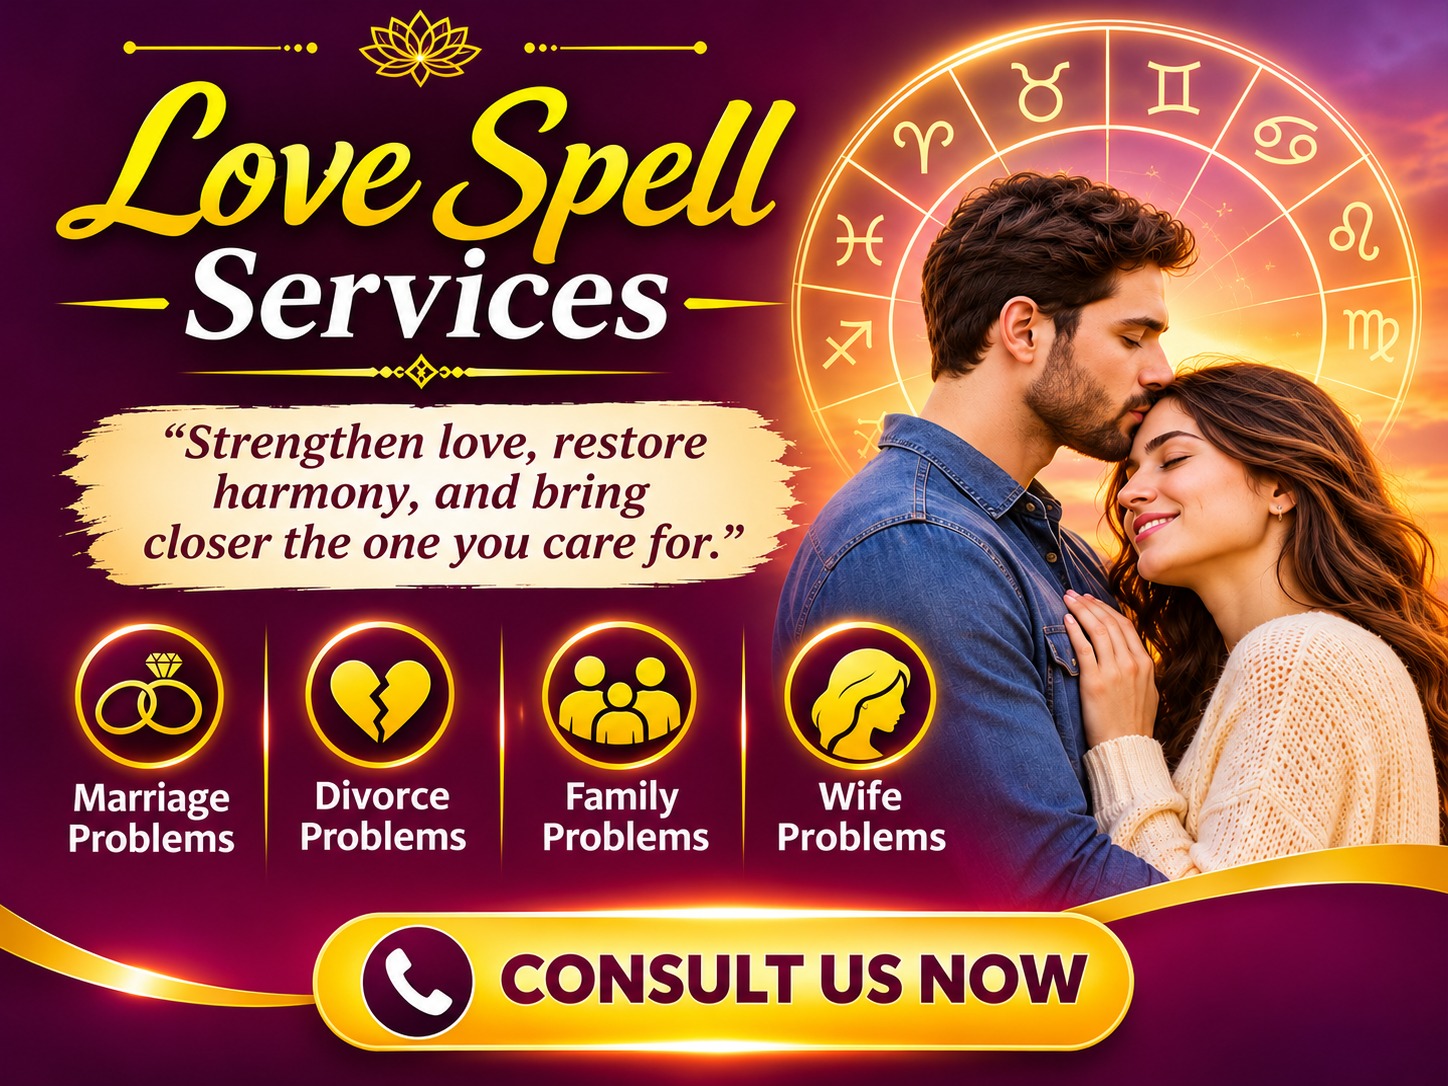 Love Spell
Services
“Strengthen love, restore
harmony, and bring
closer the one you care for.”
Marriage
Problems
Divorce
Problems
Family
Problems
Wife
Problems
CONSULT US NOW